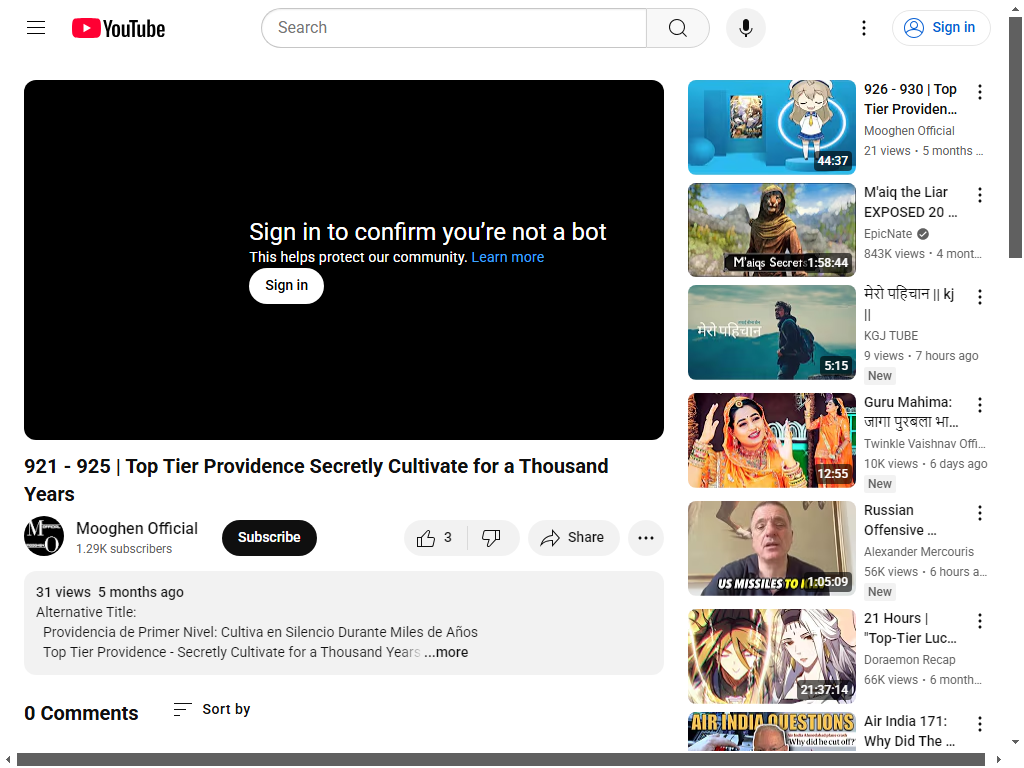 YouTube
Search
Sign in
Sign in to confirm you're not a bot
This helps protect our community. Learn more
Sign in
921 - 925 | Top Tier Providence Secretly Cultivate for a Thousand
Years
Mooghen Official
1.29K subscribers
Subscribe
3
Share
31 views 5 months ago
Alternative Title:
Providencia de Primer Nivel: Cultiva en Silencio Durante Miles de Años
Top Tier Providence - Secretly Cultivate for a Thousand Years ...more
0 Comments
Sort by
44:37
926 - 930 | Top
Tier Providen...
Mooghen Official
21 views • 5 months ...
M'aiqs Secret
1:58:44
M'aiq the Liar
EXPOSED 20 ...
EpicNate
843K views • 4 mont...
मेरो पहिचान
5:15
मेरो पहिचान || kj
||
KGJ TUBE
9 views • 7 hours ago
New
12:55
Guru Mahima:
जागा पुरबला भा...
Twinkle Vaishnav Offi...
10K views • 6 days ago
New
US MISSILES TO
1:05:09
Russian
Offensive ...
Alexander Mercouris
56K views • 6 hours a...
New
21:37:14
21 Hours |
"Top-Tier Luc...
Doraemon Recap
66K views • 6 month...
AIR INDIA QUESTIONS
Why did he cut off?
Air India 171:
Why Did The ...